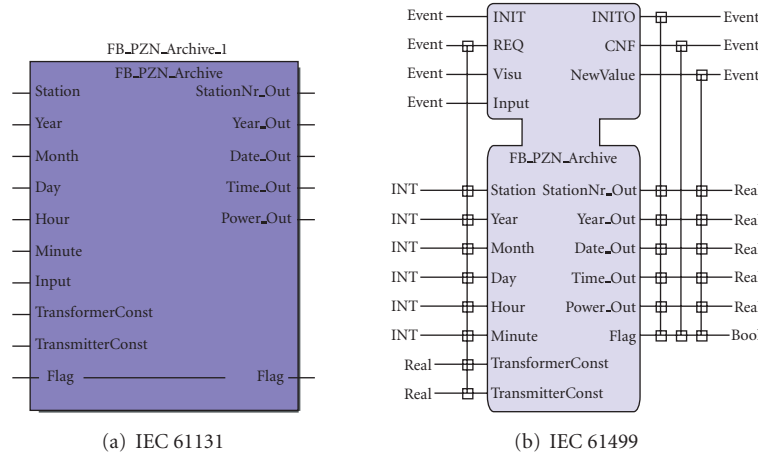 FB_PZN_Archive_1
FB_PZN_Archive
Station StationNr_Out
Year Year_Out
Month Date_Out
Day Time_Out
Hour Power_Out
Minute
Input
TransformerConst
TransmitterConst
Flag Flag
(a) IEC 61131
Event INIT INITO Event
Event REQ CNF Event
Event Visu NewValue Event
Event Input
FB_PZN_Archive
INT Station StationNr_Out Real
INT Year Year_Out Real
INT Month Date_Out Real
INT Day Time_Out Real
INT Hour Power_Out Real
INT Minute Flag Bool
Real TransformerConst
Real TransmitterConst
(b) IEC 61499